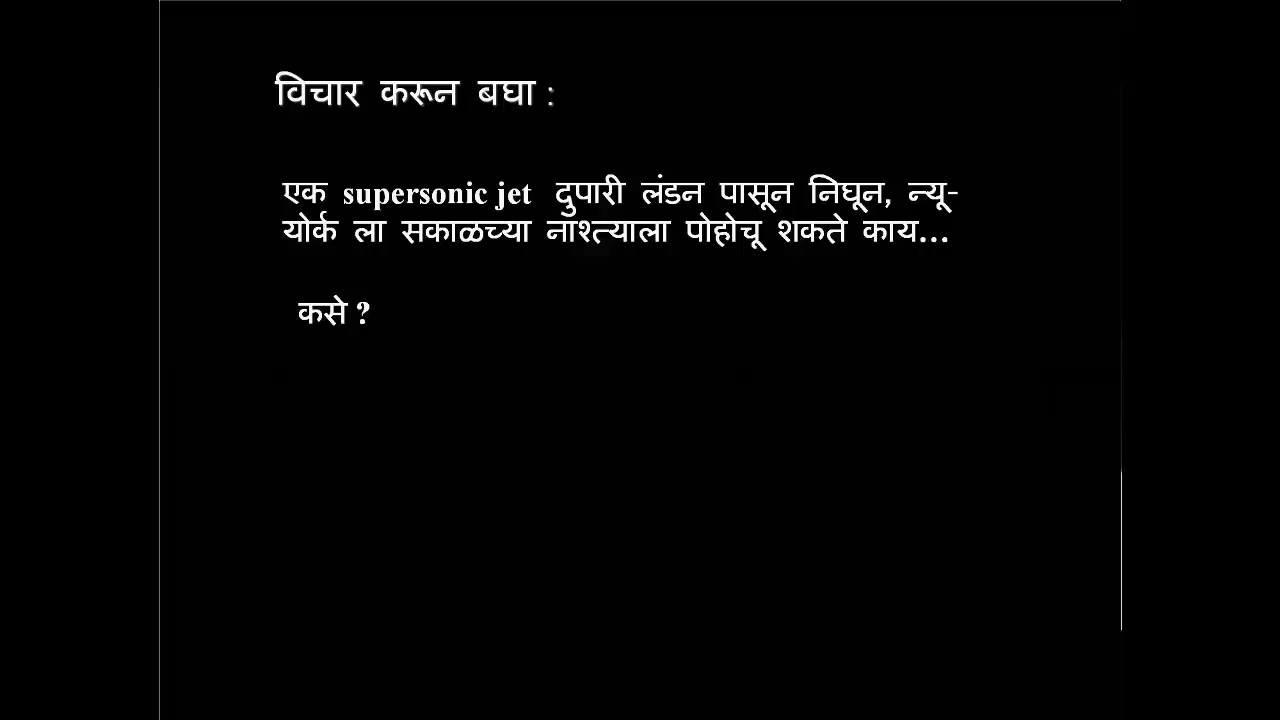 विचार करून बघा :
एक supersonic jet दुपारी लंडन पासून निघून, न्यू-
योर्क ला सकाळच्या नाश्त्याला पोहोचू शकते काय...
कसे ?